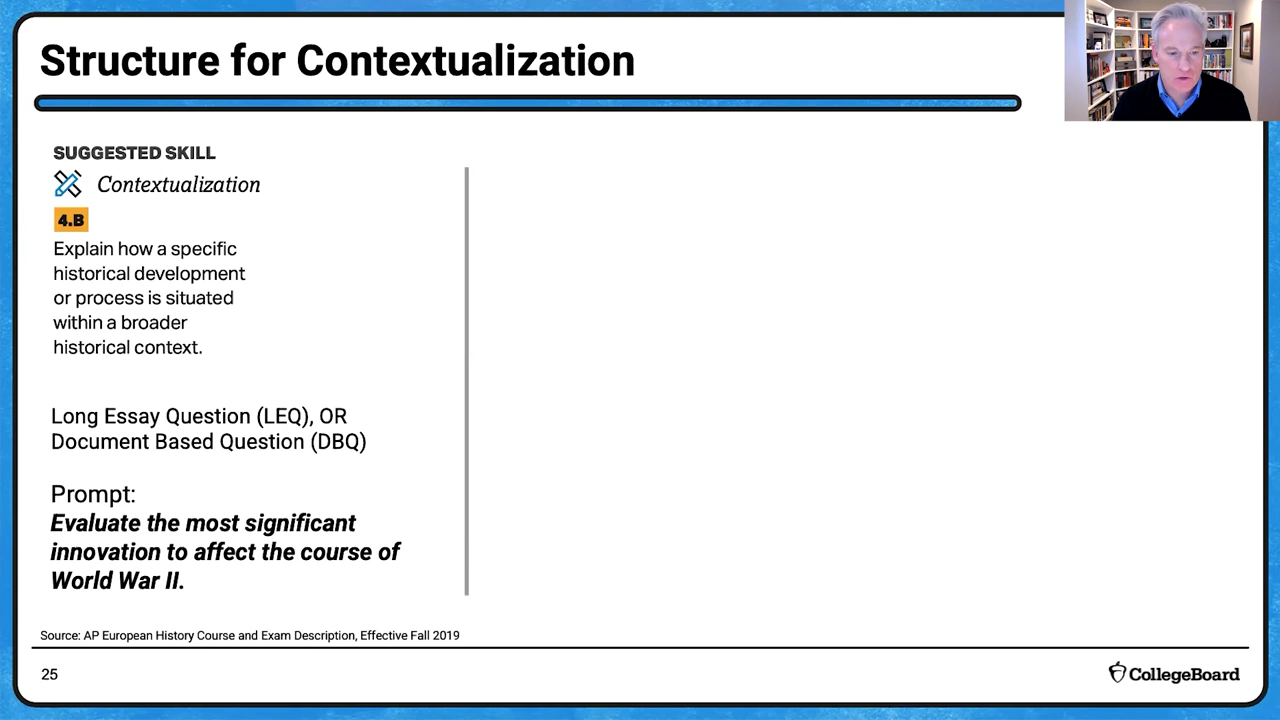 Structure for Contextualization
SUGGESTED SKILL
Contextualization
4.B
Explain how a specific
historical development
or process is situated
within a broader
historical context.
Long Essay Question (LEQ), OR
Document Based Question (DBQ)
Prompt:
Evaluate the most significant
innovation to affect the course of
World War II.
Source: AP European History Course and Exam Description, Effective Fall 2019
25
CollegeBoard